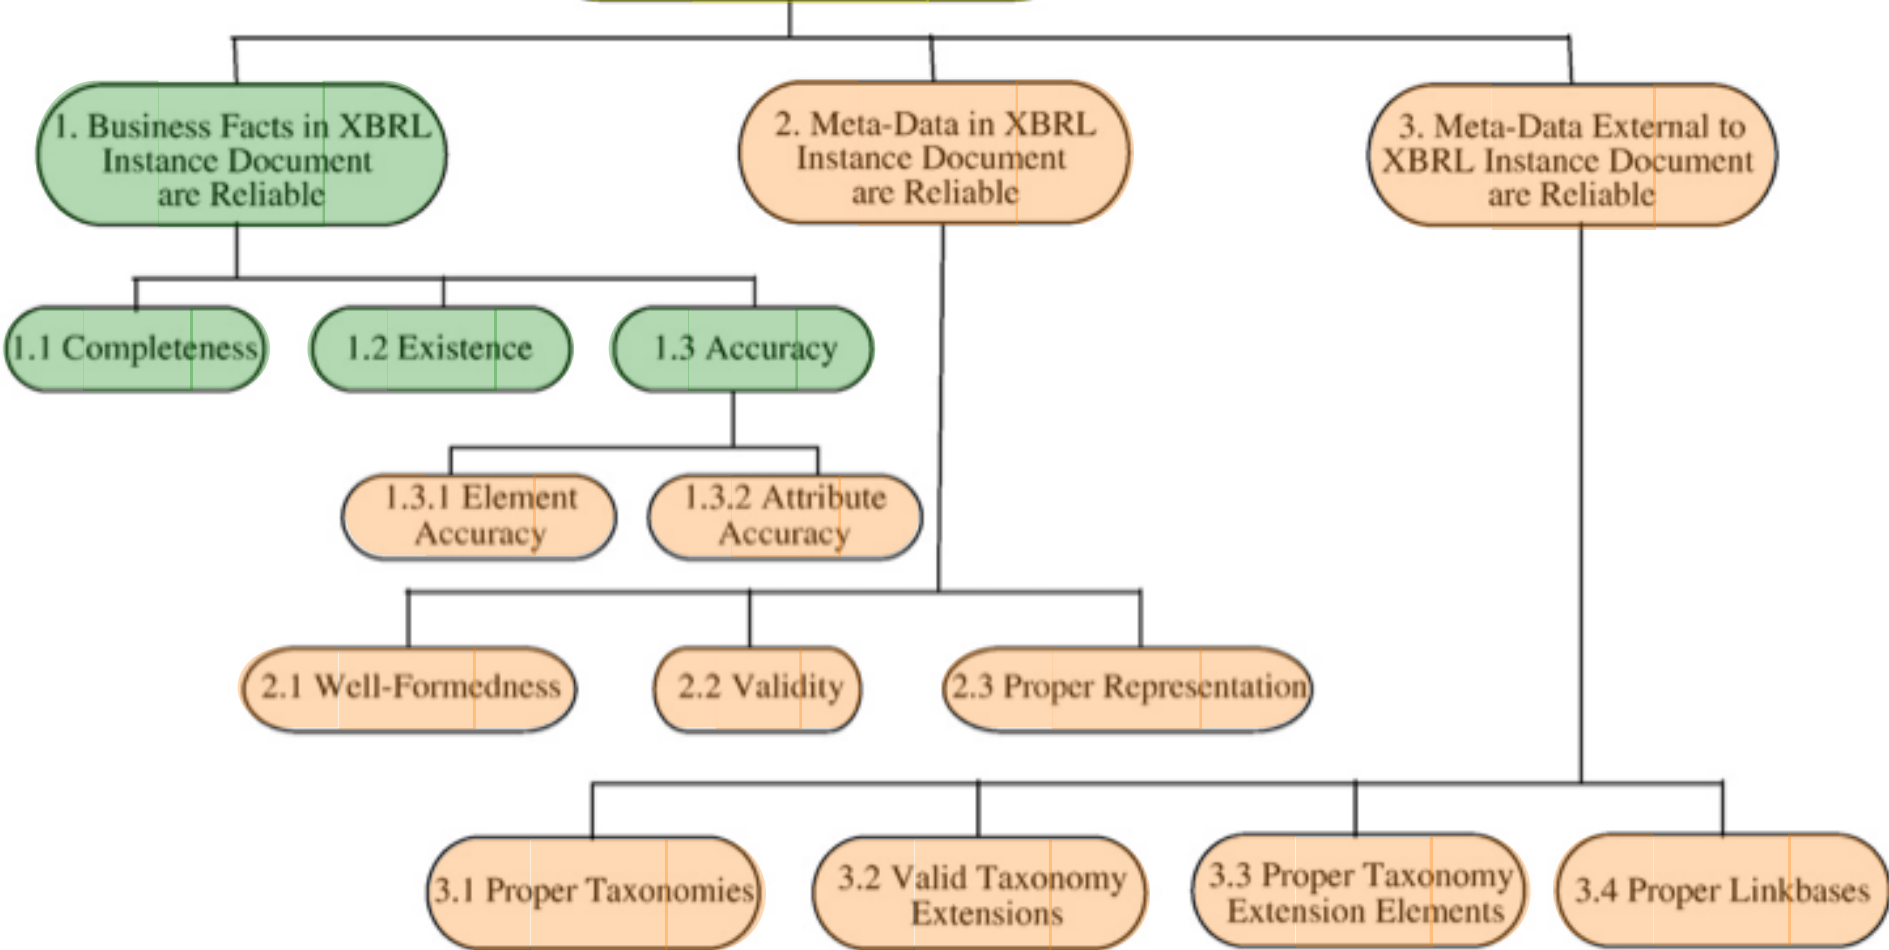 1. Business Facts in XBRL
Instance Document
are Reliable
2. Meta-Data in XBRL
Instance Document
are Reliable
3. Meta-Data External to
XBRL Instance Document
are Reliable
1.1 Completeness
1.2 Existence
1.3 Accuracy
1.3.1 Element
Accuracy
1.3.2 Attribute
Accuracy
2.1 Well-Formedness
2.2 Validity
2.3 Proper Representation
3.1 Proper Taxonomies
3.2 Valid Taxonomy
Extensions
3.3 Proper Taxonomy
Extension Elements
3.4 Proper Linkbases